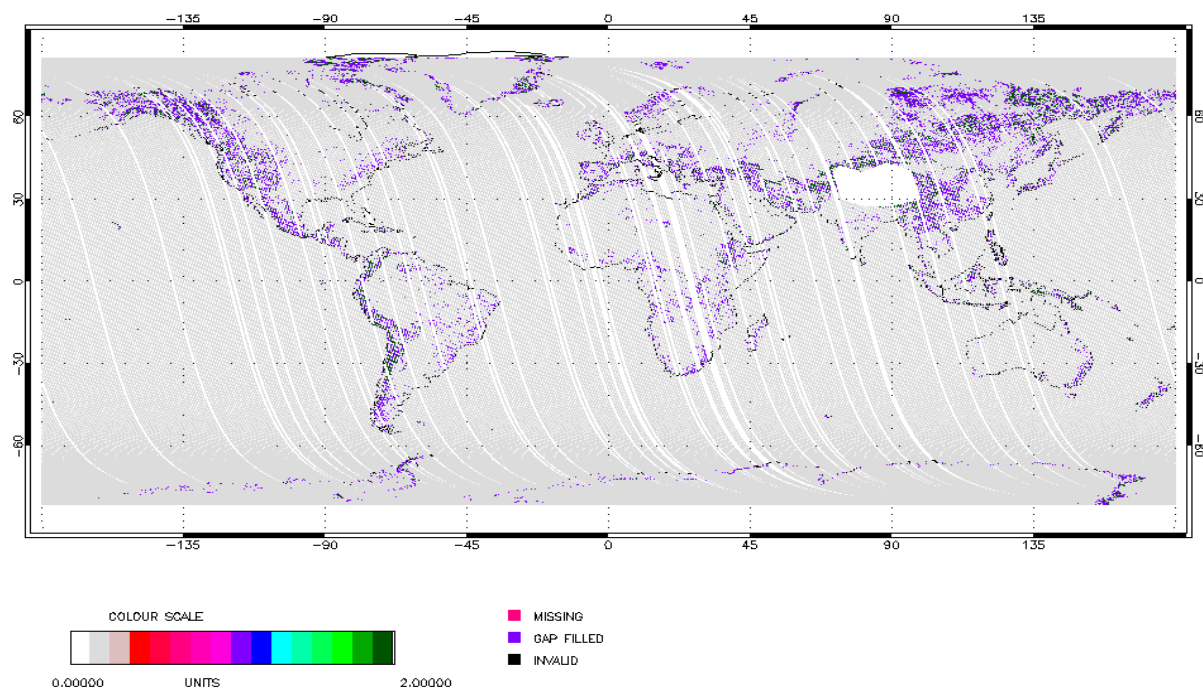 −135 −90 −45 0 45 90 135
60 60
30 30
0 0
−30 −30
−60 −60
−135 −90 −45 0 45 90 135
COLOUR SCALE
MISSING
GAP FILLED
INVALID
0.00000 UNITS 2.00000